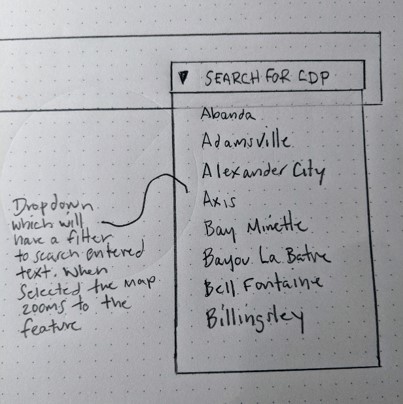 ▼ SEARCH FOR CDP
Abanda
Adamsville
Alexander City
Axis
Bay Minette
Bayou La Batre
Bell Fontaine
Billingsley
Dropdown
which will
have a filter
to search entered
text. When
selected the map
zooms to the
feature